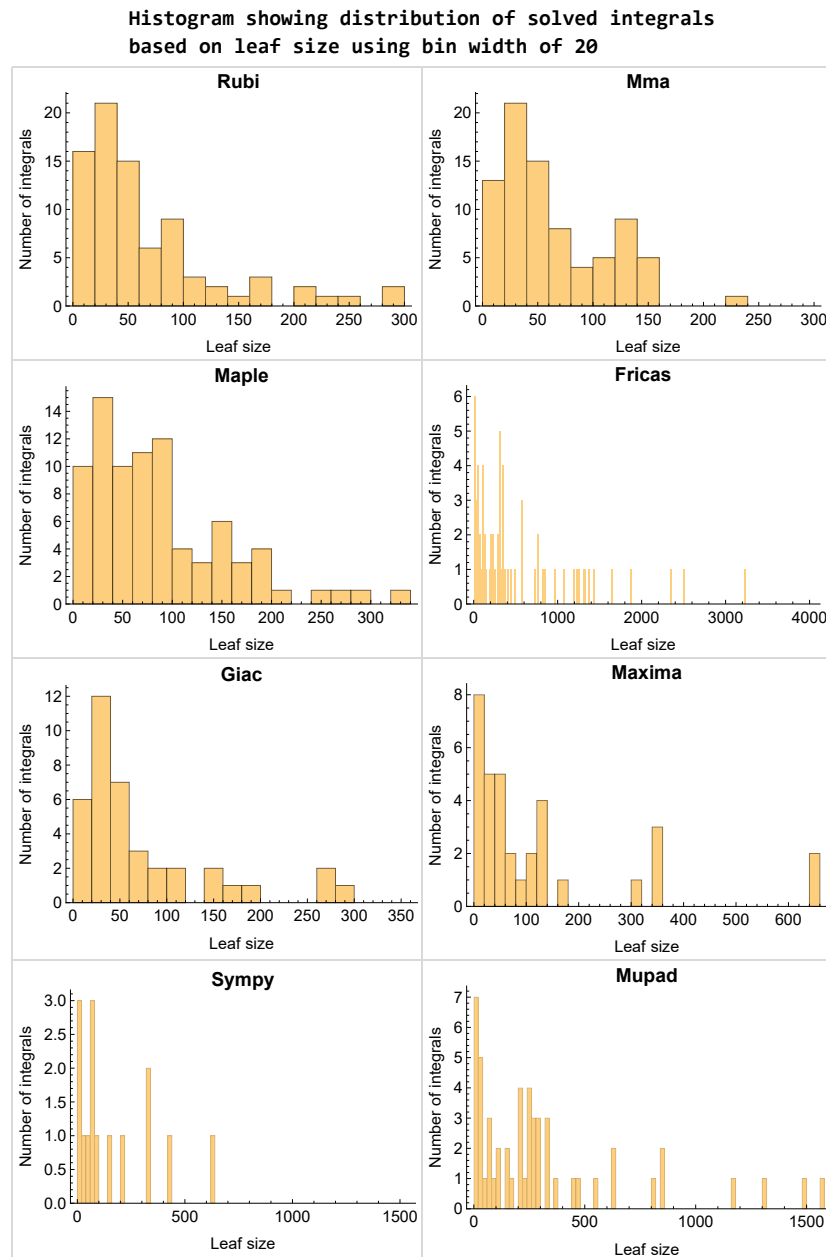 Histogram showing distribution of solved integrals
based on leaf size using bin width of 20
Rubi
Number of integrals
20
15
10
5
0
0 50 100 150 200 250 300
Leaf size
Mma
Number of integrals
20
15
10
5
0
0 50 100 150 200 250 300
Leaf size
Maple
Number of integrals
14
12
10
8
6
4
2
0
0 50 100 150 200 250 300
Leaf size
Fricas
Number of integrals
6
5
4
3
2
1
0
0 1000 2000 3000 4000
Leaf size
Giac
Number of integrals
12
10
8
6
4
2
0
0 50 100 150 200 250 300 350
Leaf size
Maxima
Number of integrals
8
6
4
2
0
0 100 200 300 400 500 600
Leaf size
Sympy
Number of integrals
3.0
2.5
2.0
1.5
1.0
0.5
0.0
0 500 1000 1500
Leaf size
Mupad
Number of integrals
7
6
5
4
3
2
1
0
0 500 1000 1500
Leaf size